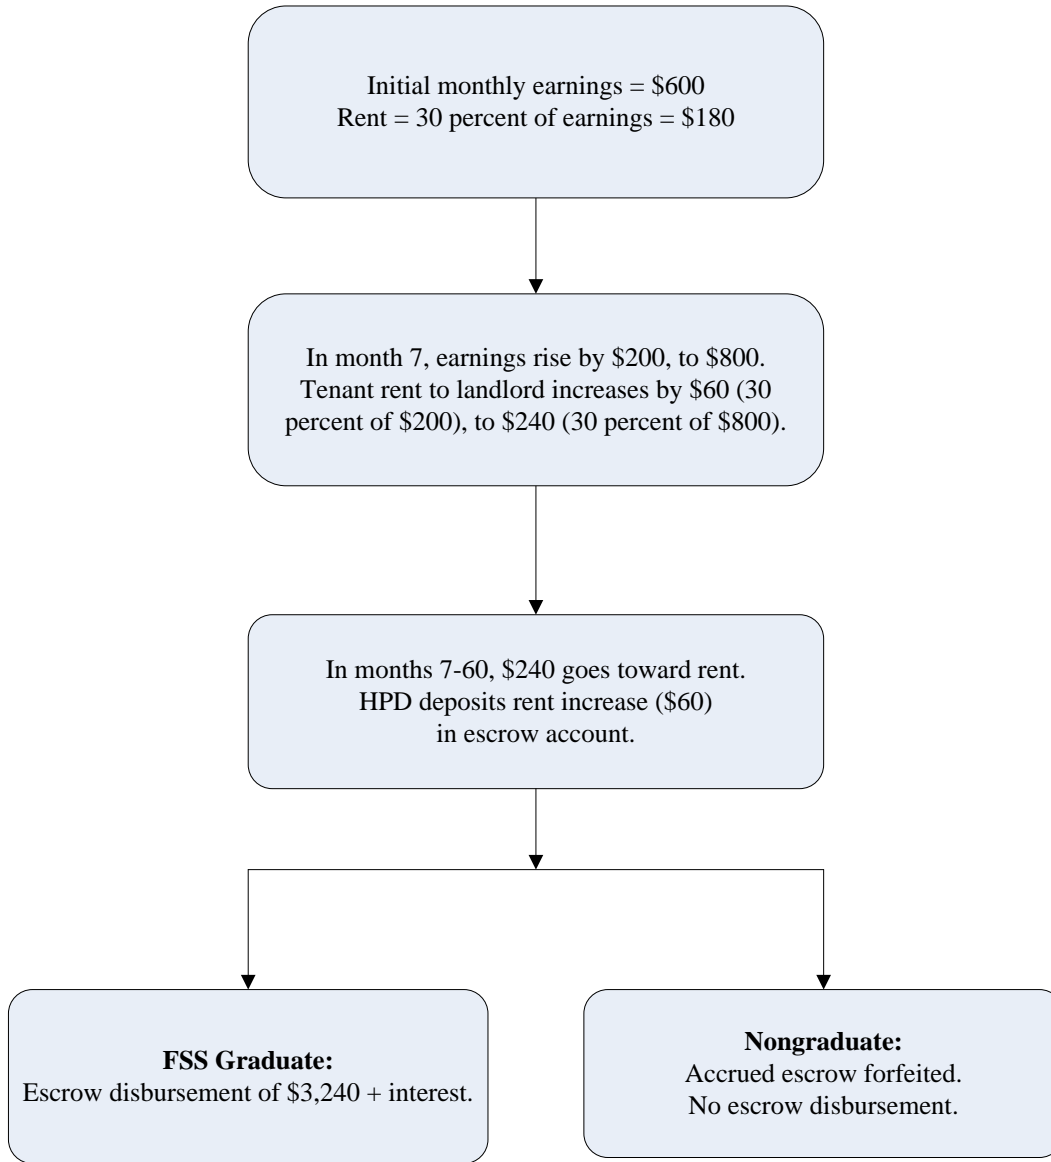 Initial monthly earnings = $600
Rent = 30 percent of earnings = $180
In month 7, earnings rise by $200, to $800.
Tenant rent to landlord increases by $60 (30
percent of $200), to $240 (30 percent of $800).
In months 7-60, $240 goes toward rent.
HPD deposits rent increase ($60)
in escrow account.
FSS Graduate:
Escrow disbursement of $3,240 + interest.
Nongraduate:
Accrued escrow forfeited.
No escrow disbursement.